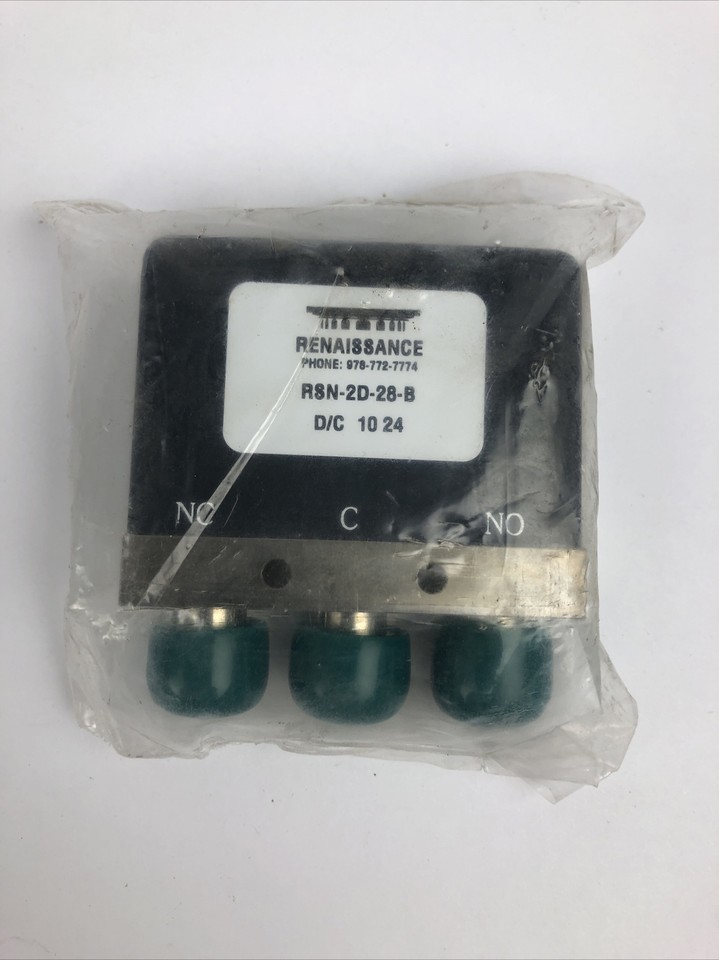 RENAISSANCE
PHONE: 978-772-7774
RSN-2D-28-B
D/C 10 24
NC C NO